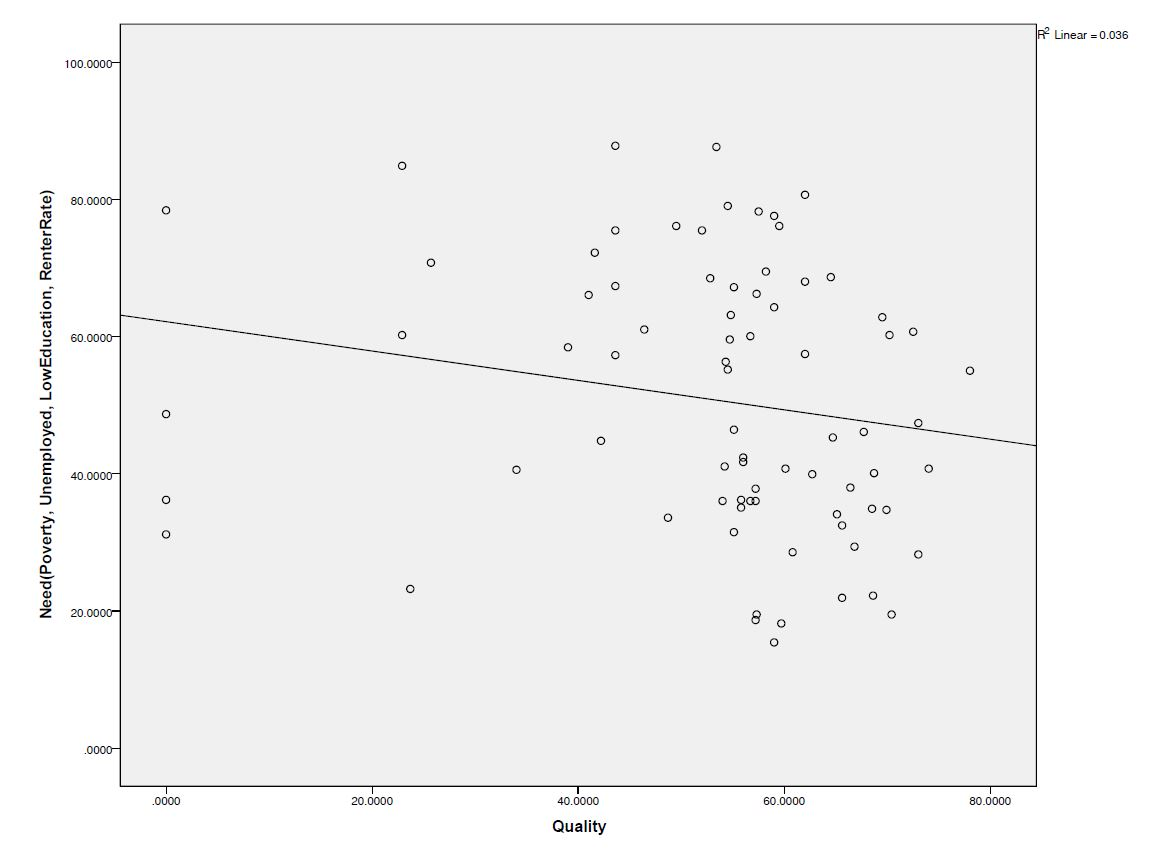 R² Linear = 0.036
100.0000
80.0000
60.0000
40.0000
20.0000
.0000
Need(Poverty, Unemployed, LowEducation, RenterRate)
.0000 20.0000 40.0000 60.0000 80.0000
Quality